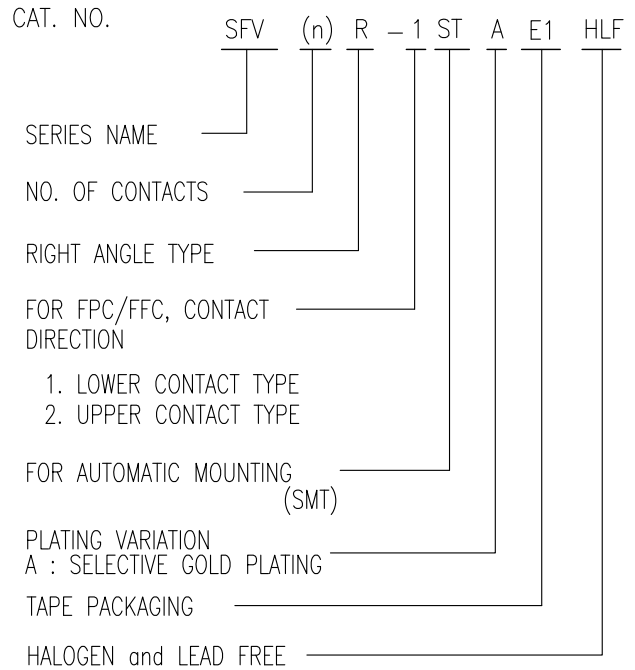 CAT. NO.
SFV (n) R - 1 ST A E1 HLF
SERIES NAME
NO. OF CONTACTS
RIGHT ANGLE TYPE
FOR FPC/FFC, CONTACT
DIRECTION
1. LOWER CONTACT TYPE
2. UPPER CONTACT TYPE
FOR AUTOMATIC MOUNTING
(SMT)
PLATING VARIATION
A : SELECTIVE GOLD PLATING
TAPE PACKAGING
HALOGEN and LEAD FREE